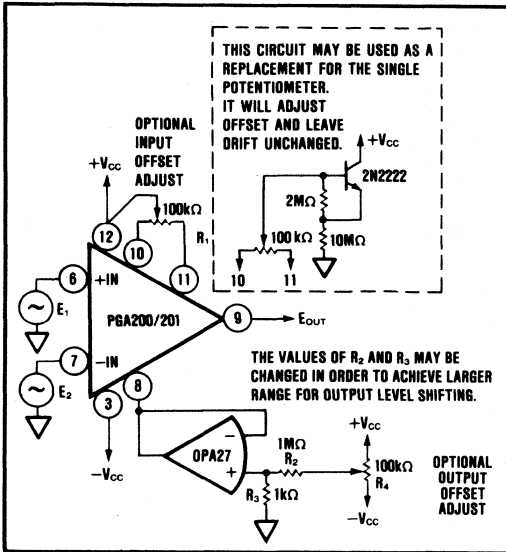 THIS CIRCUIT MAY BE USED AS A
REPLACEMENT FOR THE SINGLE
POTENTIOMETER.
IT WILL ADJUST
OFFSET AND LEAVE
DRIFT UNCHANGED.
+VCC
2N2222
2MΩ
10MΩ
100 kΩ
10
11
OPTIONAL
INPUT
OFFSET
ADJUST
+VCC
100kΩ
R1
12
10
11
6
+IN
E1
PGA200/201
9
EOUT
7
−IN
E2
3
8
−VCC
THE VALUES OF R2 AND R3 MAY BE
CHANGED IN ORDER TO ACHIEVE LARGER
RANGE FOR OUTPUT LEVEL SHIFTING.
OPA27
−
+
1MΩ
R2
R3
1kΩ
+VCC
100kΩ
R4
−VCC
OPTIONAL
OUTPUT
OFFSET
ADJUST